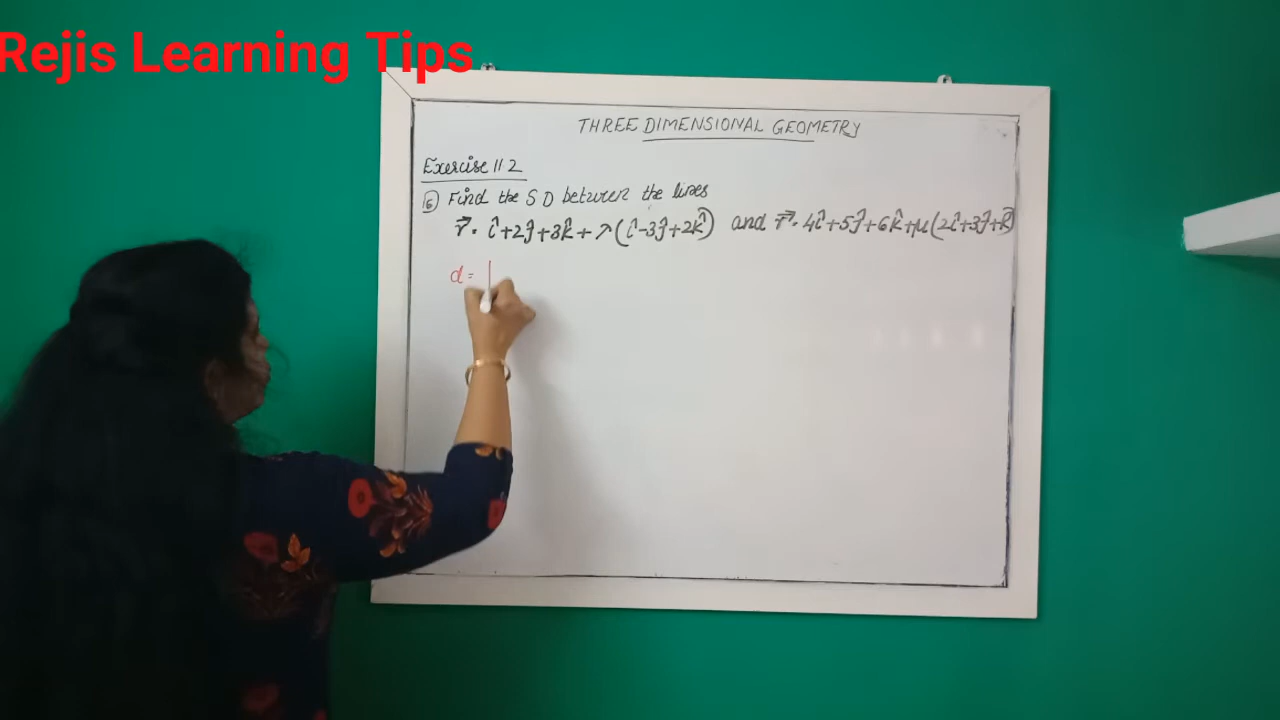 Rejis Learning Tips
THREE DIMENSIONAL GEOMETRY
Exercise 11 2
16 Find the S D between the lines
r⃗ = î+2ĵ+3k̂+λ(î-3ĵ+2k̂) and r⃗ = 4î+5ĵ+6k̂+μ(2î+3ĵ+k̂)
d = |